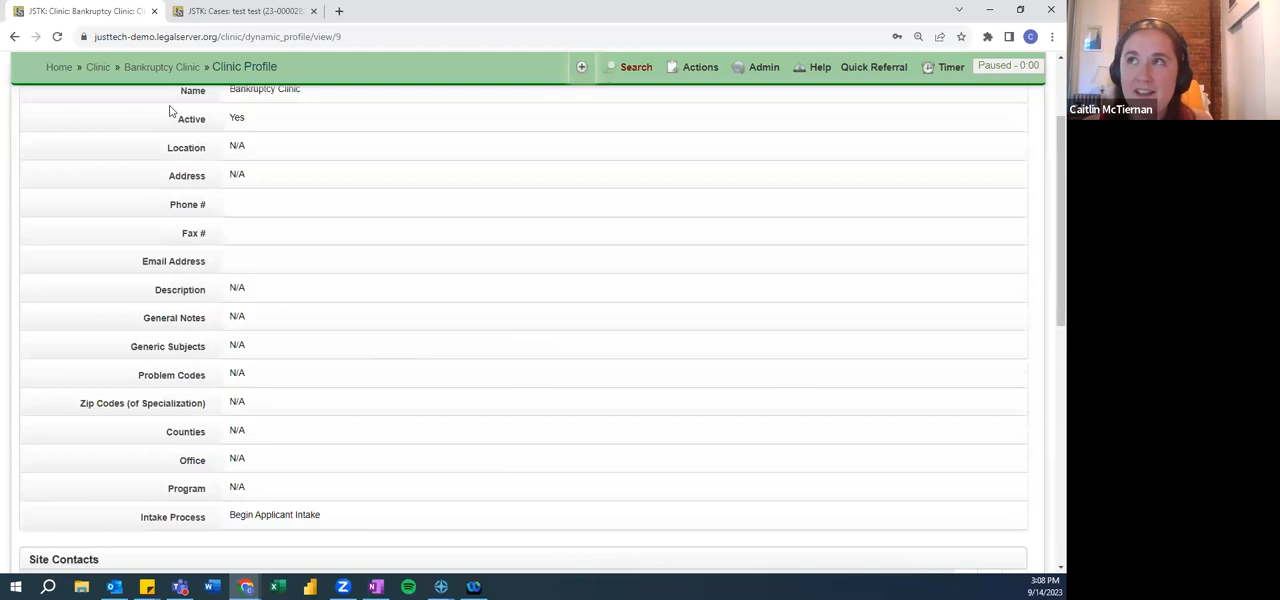 JSTK: Clinic: Bankruptcy Clinic: Cl
JSTK: Cases: test test (23-000028
justtech-demo.legalserver.org/clinic/dynamic_profile/view/9
C
Home » Clinic » Bankruptcy Clinic » Clinic Profile
Search
Actions
Admin
Help
Quick Referral
Timer
Paused - 0:00
Name Bankruptcy Clinic
Active Yes
Location N/A
Address N/A
Phone #
Fax #
Email Address
Description N/A
General Notes N/A
Generic Subjects N/A
Problem Codes N/A
Zip Codes (of Specialization) N/A
Counties N/A
Office N/A
Program N/A
Intake Process Begin Applicant Intake
Site Contacts
Caitlin McTiernan
3:08 PM
9/14/2023